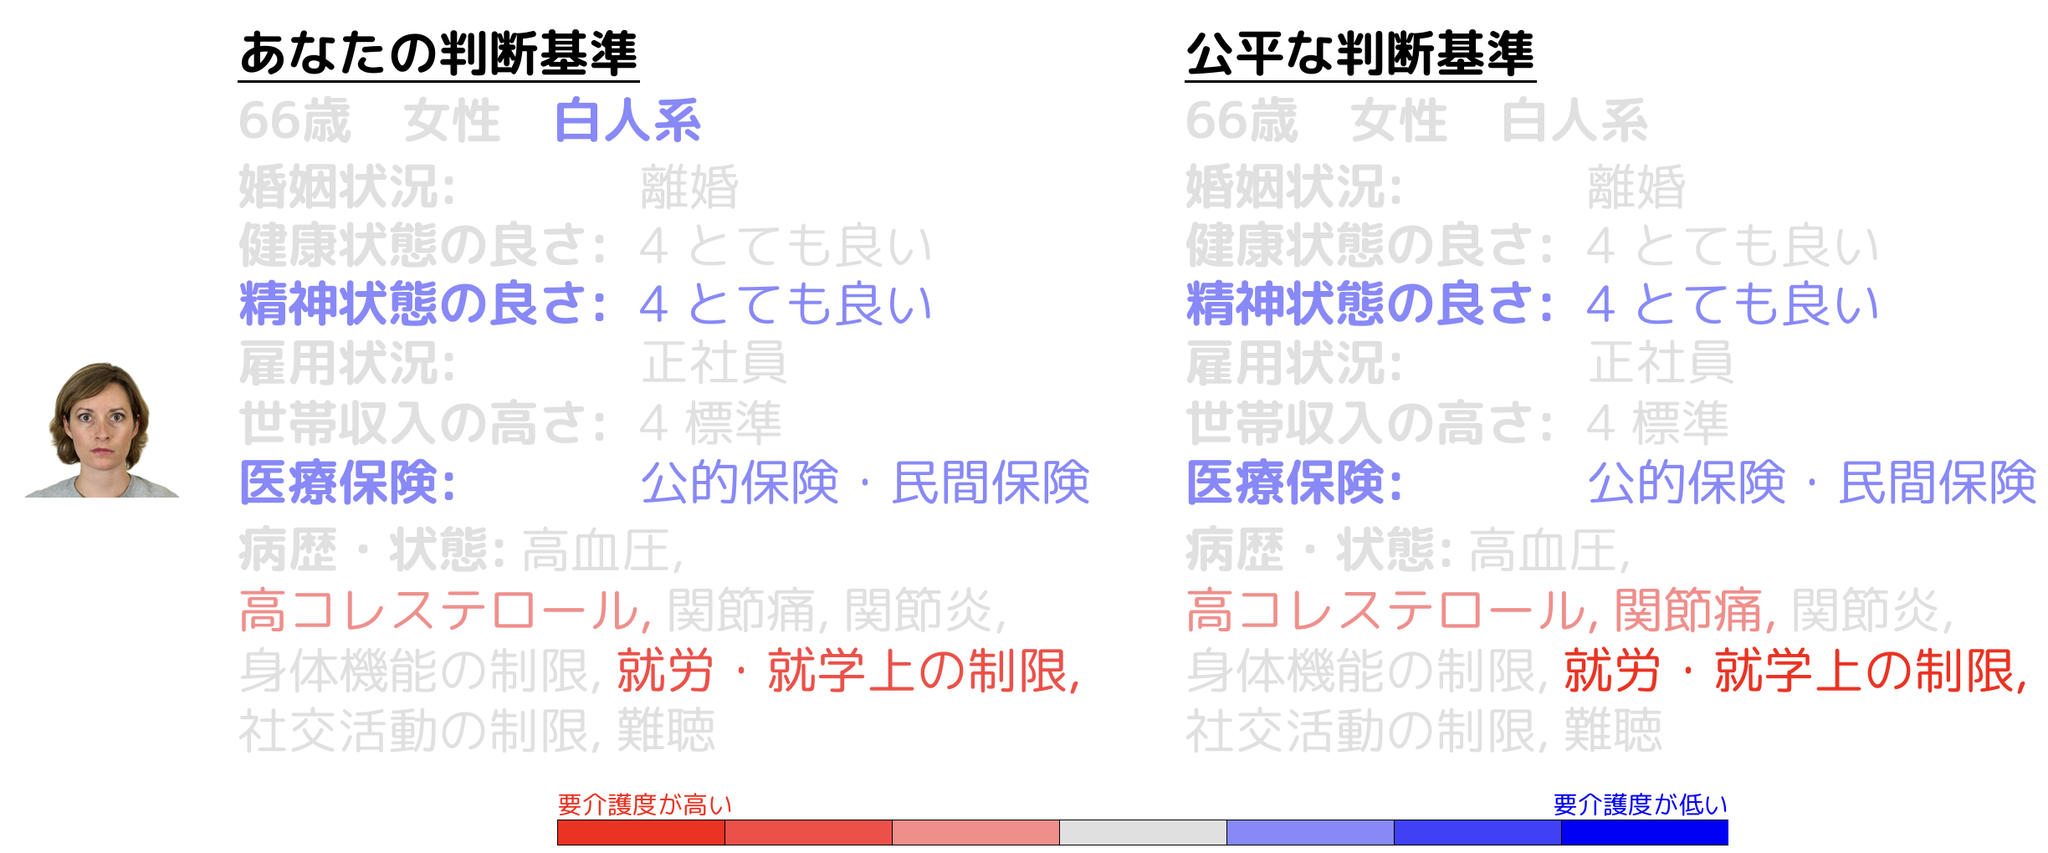 あなたの判断基準
66歳　女性　白人系
婚姻状況: 離婚
健康状態の良さ: 4 とても良い
精神状態の良さ: 4 とても良い
雇用状況: 正社員
世帯収入の高さ: 4 標準
医療保険: 公的保険・民間保険
病歴・状態: 高血圧,
高コレステロール, 関節痛, 関節炎,
身体機能の制限, 就労・就学上の制限,
社交活動の制限, 難聴
公平な判断基準
66歳　女性　白人系
婚姻状況: 離婚
健康状態の良さ: 4 とても良い
精神状態の良さ: 4 とても良い
雇用状況: 正社員
世帯収入の高さ: 4 標準
医療保険: 公的保険・民間保険
病歴・状態: 高血圧,
高コレステロール, 関節痛, 関節炎,
身体機能の制限, 就労・就学上の制限,
社交活動の制限, 難聴
要介護度が高い
要介護度が低い